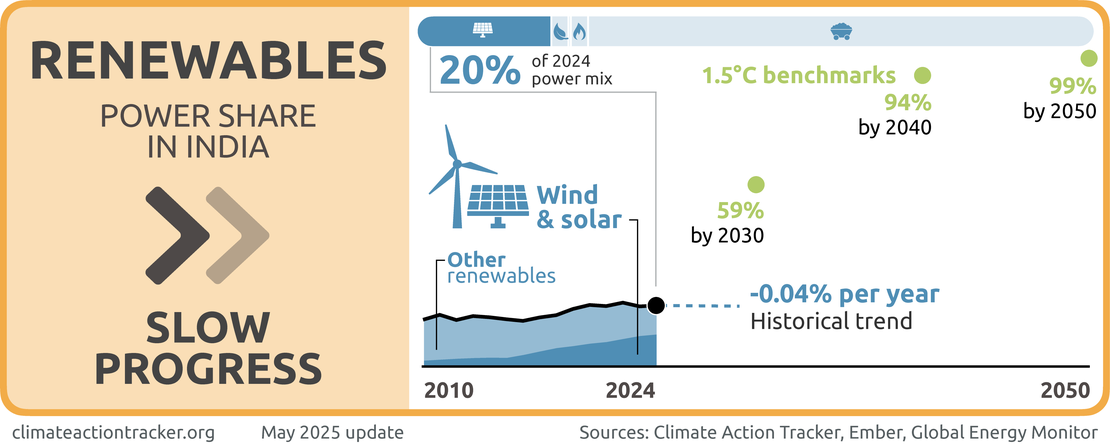 RENEWABLES
POWER SHARE
IN INDIA
SLOW
PROGRESS
20%
of 2024
power mix
1.5°C benchmarks
94%
by 2040
99%
by 2050
59%
by 2030
Wind
& solar
Other
renewables
-0.04% per year
Historical trend
2010
2024
2050
climateactiontracker.org
May 2025 update
Sources: Climate Action Tracker, Ember, Global Energy Monitor